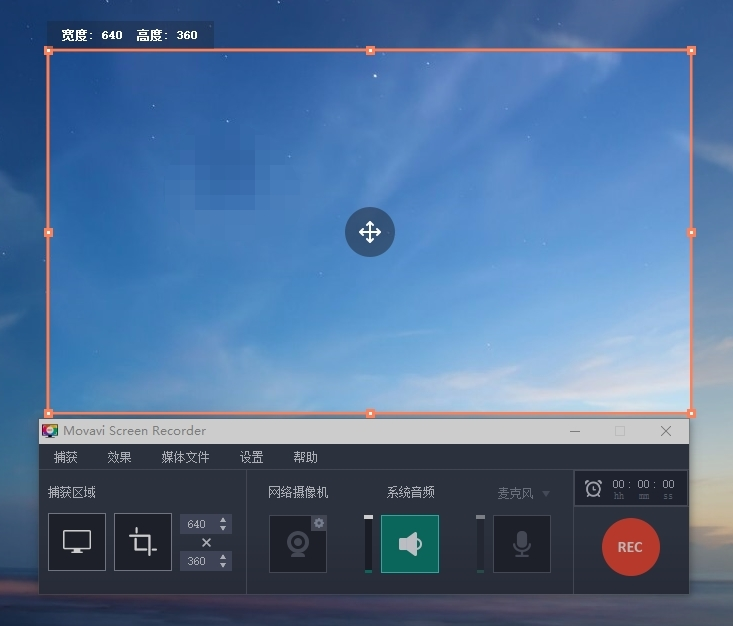 宽度: 640 高度: 360
Movavi Screen Recorder
捕获 效果 媒体文件 设置 帮助
捕获区域 网络摄像机 系统音频 麦克风 00 : 00 : 00
hh mm ss
640
×
360
REC